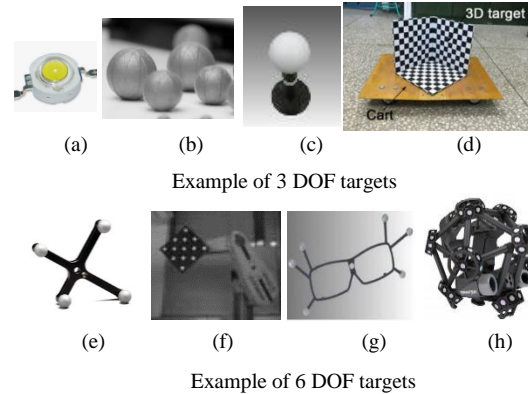 3D target
Cart
(a) (b) (c) (d)
Example of 3 DOF targets
(e) (f) (g) (h)
Example of 6 DOF targets